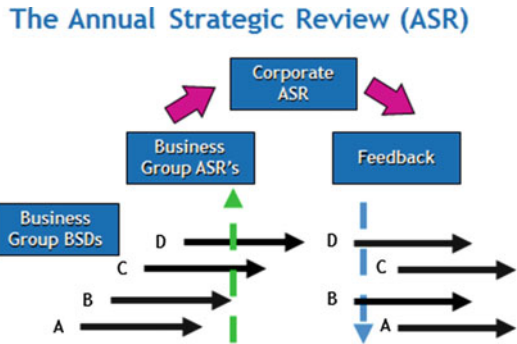 The Annual Strategic Review (ASR)
Corporate
ASR
Business
Group ASR's
Feedback
Business
Group BSDs
D
C
B
A
D
C
B
A